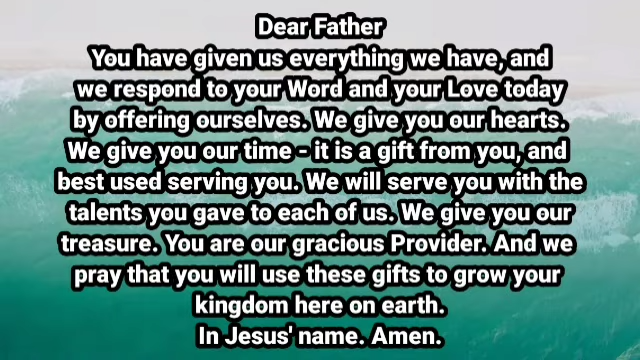 Dear Father
You have given us everything we have, and
we respond to your Word and your Love today
by offering ourselves. We give you our hearts.
We give you our time - it is a gift from you, and
best used serving you. We will serve you with the
talents you gave to each of us. We give you our
treasure. You are our gracious Provider. And we
pray that you will use these gifts to grow your
kingdom here on earth.
In Jesus' name. Amen.